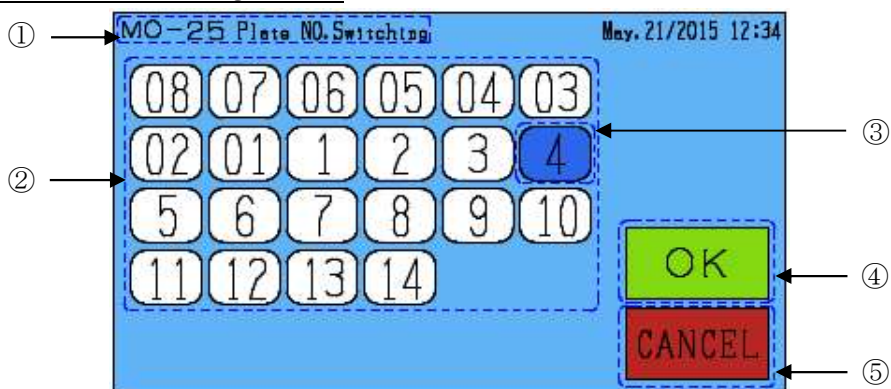 ① MO-25 Plate NO.Switching May.21/2015 12:34
08 07 06 05 04 03
② 02 01 1 2 3 4 ③
5 6 7 8 9 10
11 12 13 14
OK ④
CANCEL ⑤